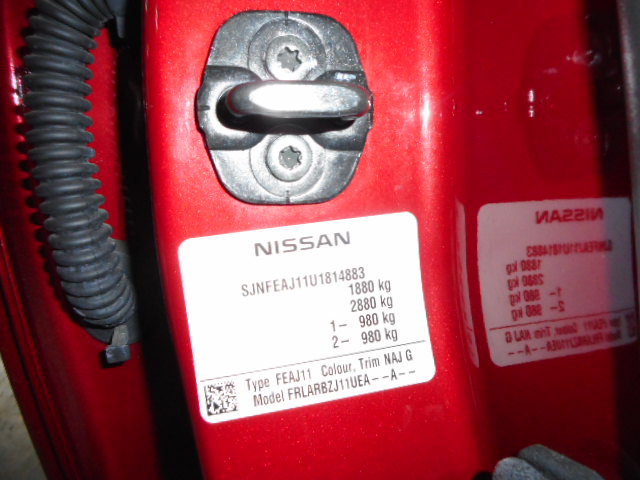 NISSAN
SJNFEAJ11U1814883
1880 kg
2880 kg
1- 980 kg
2- 980 kg
Type FEAJ11 Colour, Trim NAJ G
Model FRLARBZJ11UEA--A--